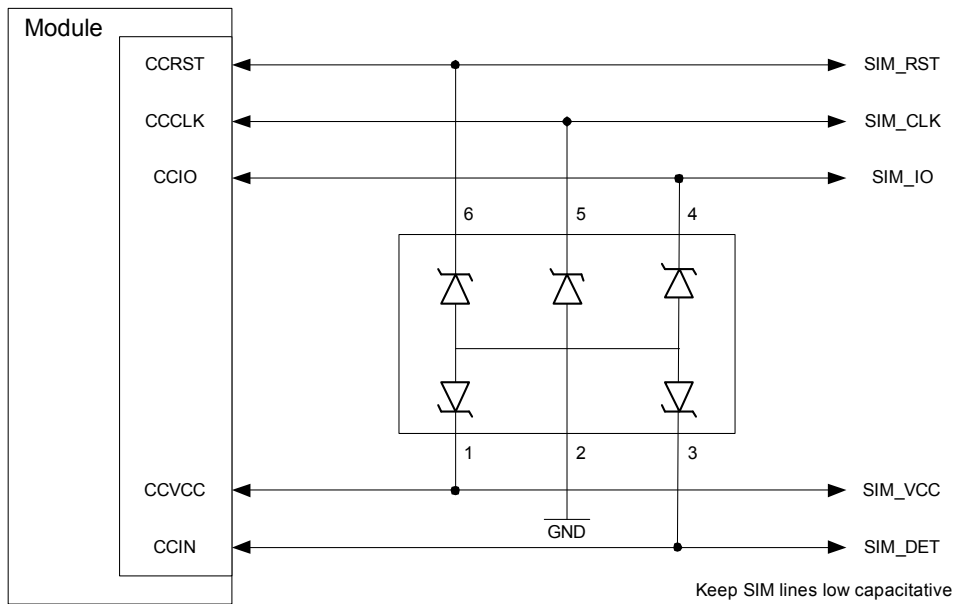 Module
CCRST SIM_RST
CCCLK SIM_CLK
CCIO SIM_IO
6 5 4
1 2 3
CCVCC SIM_VCC
GND
CCIN SIM_DET
Keep SIM lines low capacitative